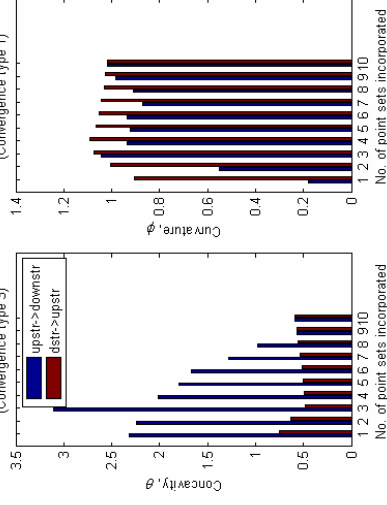 (Convergence type 3)
3.5
3
2.5
2
1.5
1
0.5
0
Concavity, θ
upstr->downstr
dstr->upstr
1 2 3 4 5 6 7 8 9 10
No. of point sets incorporated
(Convergence type 1)
1.4
1.2
1
0.8
0.6
0.4
0.2
0
Curvature, φ
1 2 3 4 5 6 7 8 9 10
No. of point sets incorporated